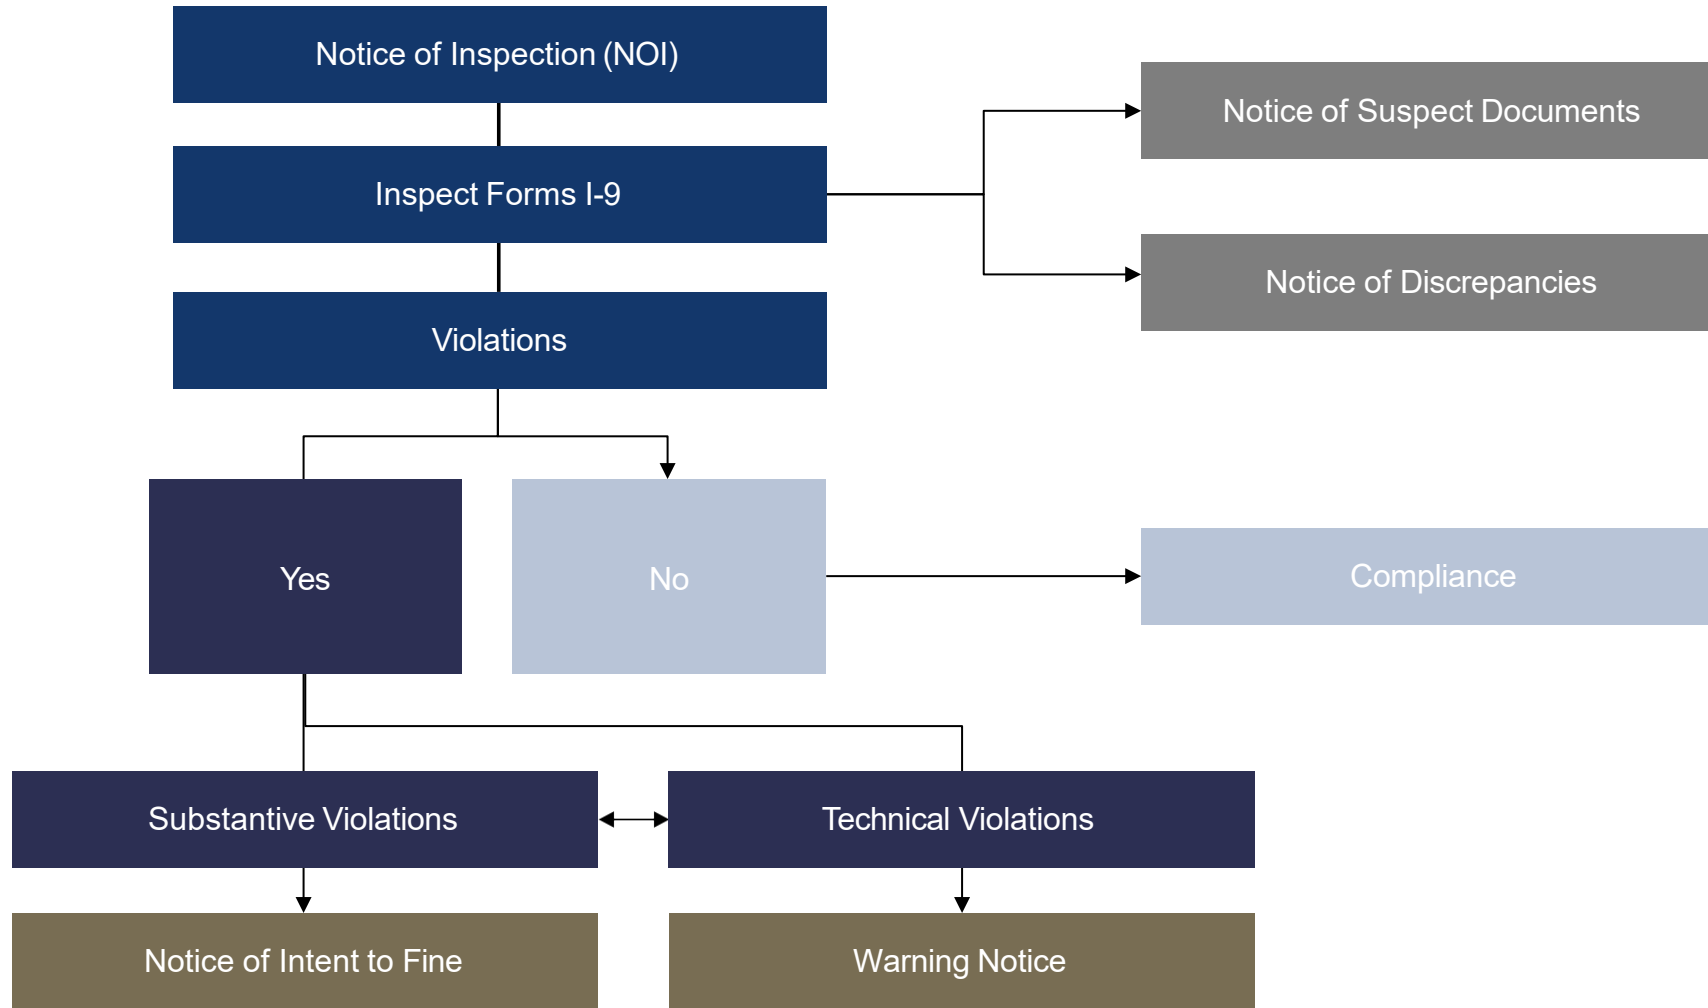 Notice of Inspection (NOI)
Notice of Suspect Documents
Inspect Forms I-9
Notice of Discrepancies
Violations
Yes
No
Compliance
Substantive Violations
Technical Violations
Notice of Intent to Fine
Warning Notice